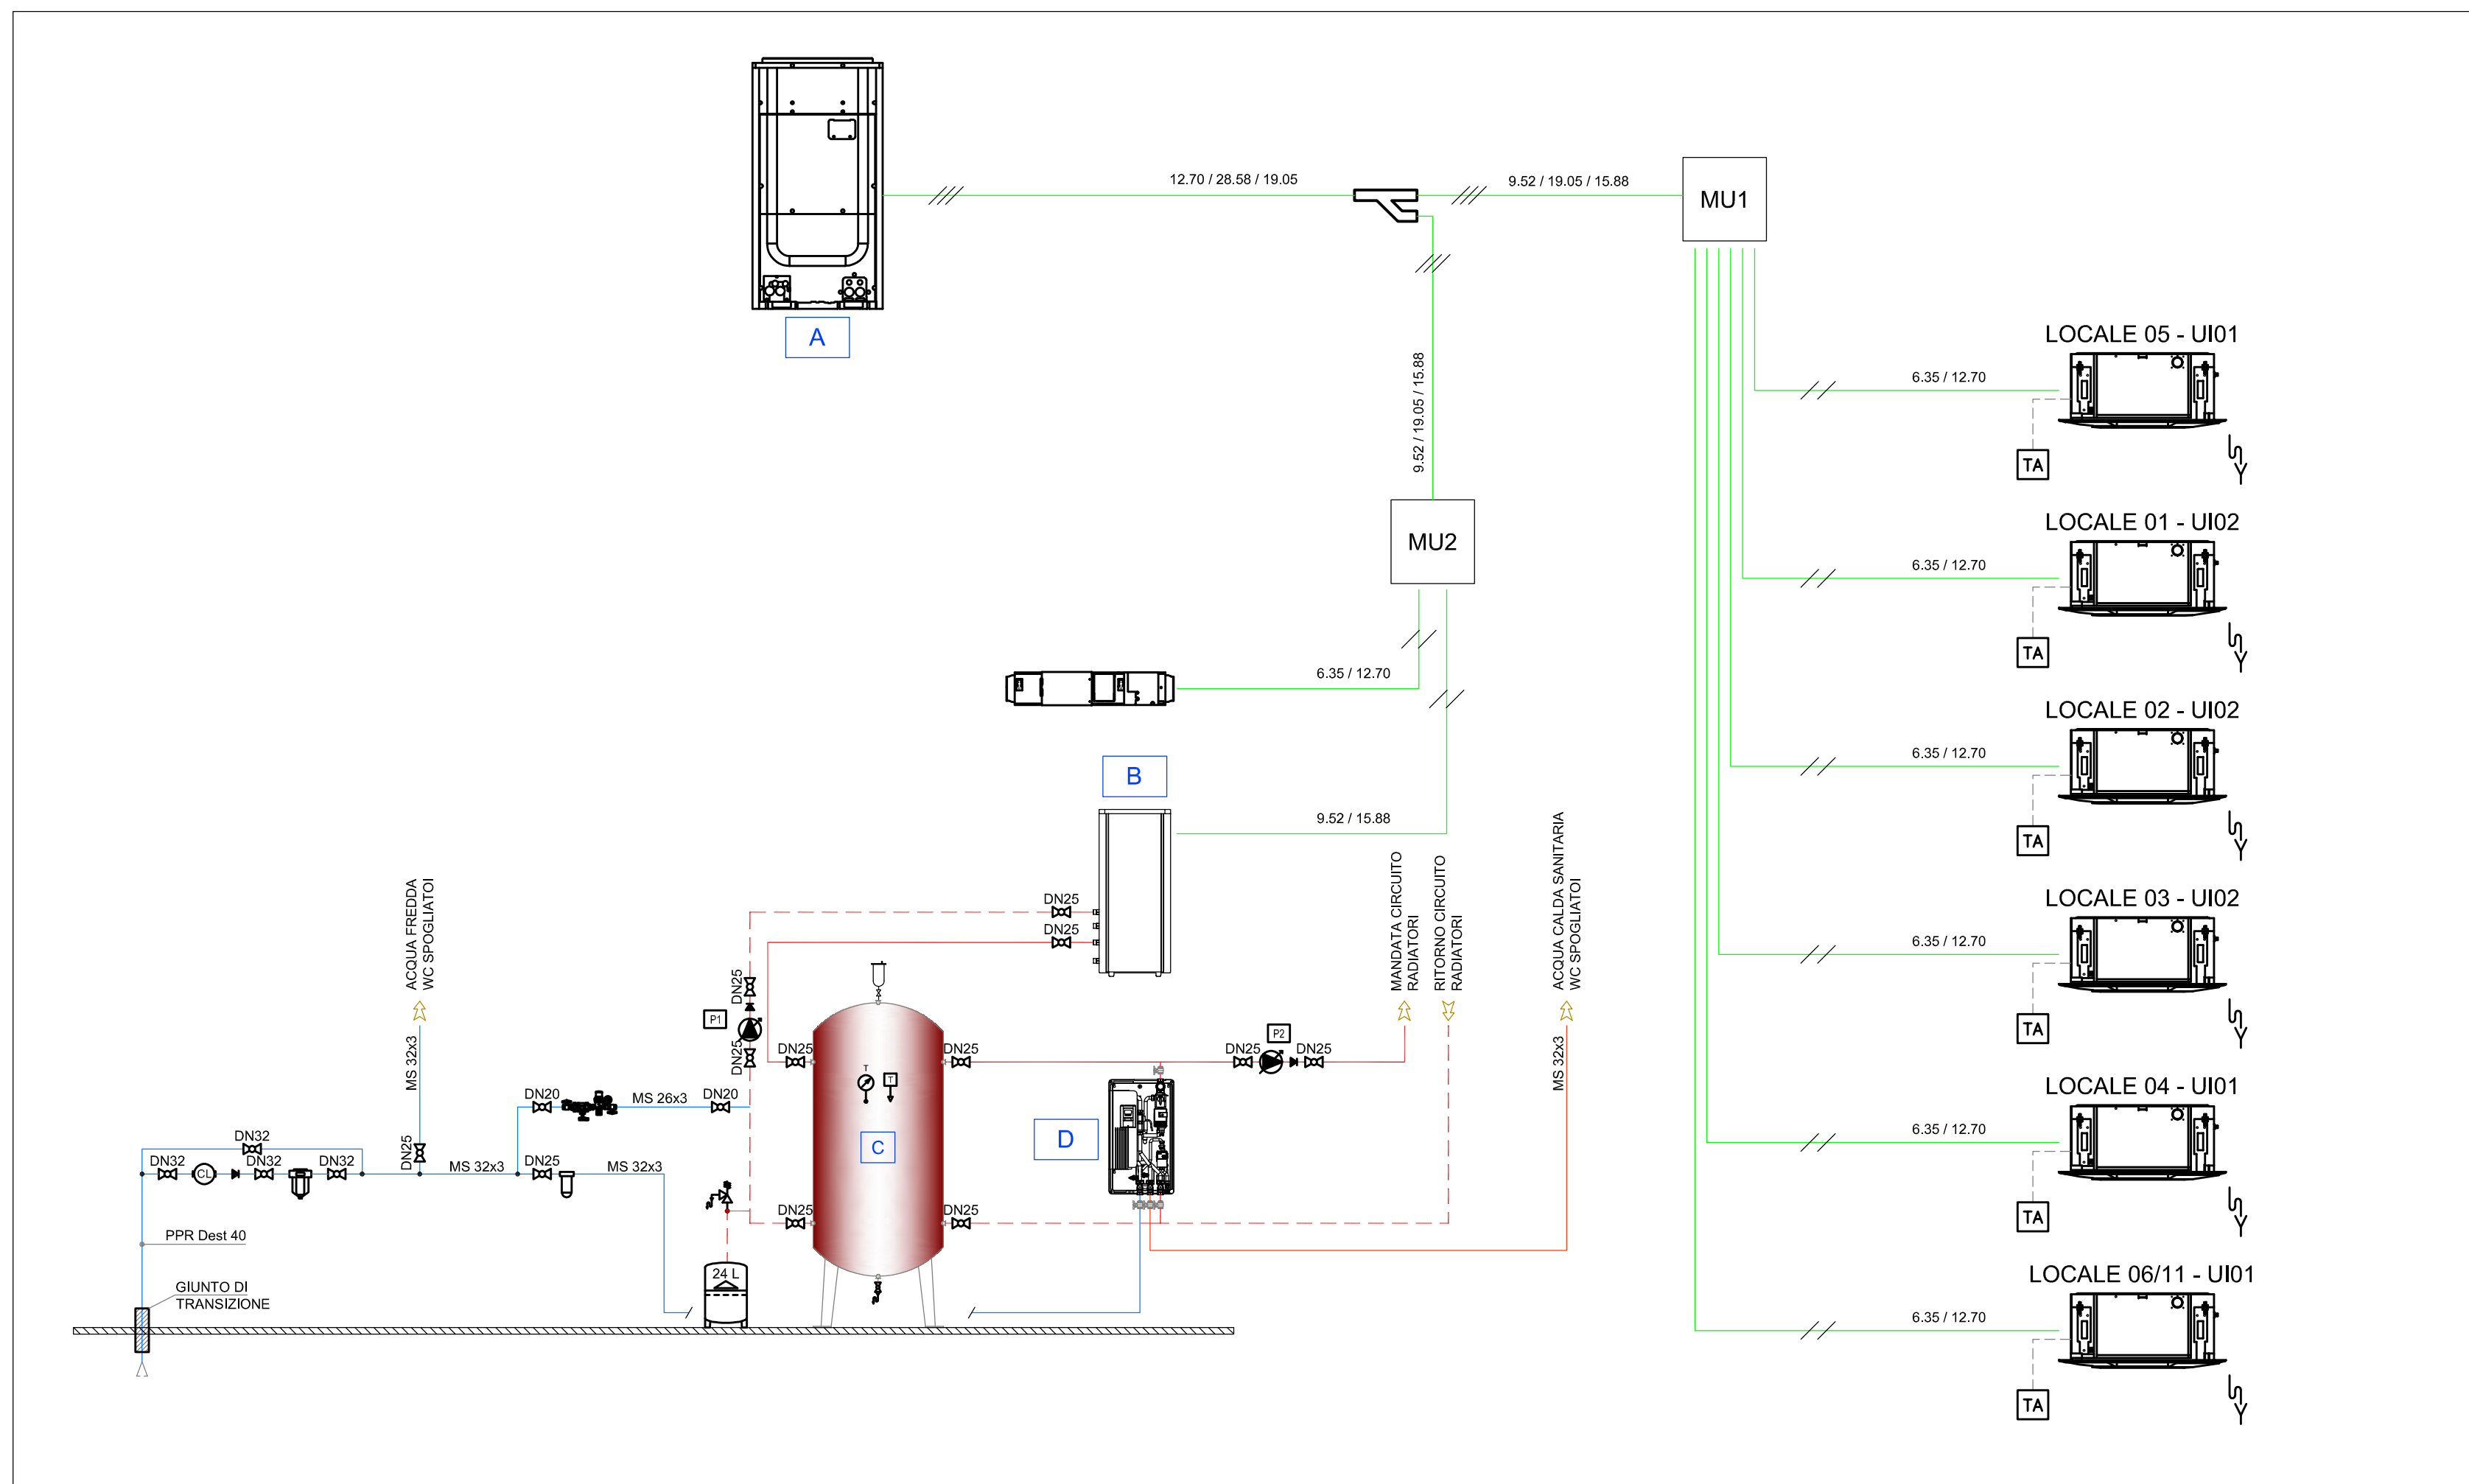 12.70 / 28.58 / 19.05
9.52 / 19.05 / 15.88
MU1
A
9.52 / 19.05 / 15.88
MU2
LOCALE 05 - UI01
6.35 / 12.70
TA
LOCALE 01 - UI02
6.35 / 12.70
TA
LOCALE 02 - UI02
6.35 / 12.70
TA
LOCALE 03 - UI02
6.35 / 12.70
TA
LOCALE 04 - UI01
6.35 / 12.70
TA
LOCALE 06/11 - UI01
6.35 / 12.70
TA
6.35 / 12.70
B
9.52 / 15.88
DN25
DN25
MANDATA CIRCUITO
RADIATORI
RITORNO CIRCUITO
RADIATORI
ACQUA CALDA SANITARIA
WC SPOGLIATOI
MS 32x3
ACQUA FREDDA
WC SPOGLIATOI
MS 32x3
DN25
P1
DN25
DN25
DN25
T
T
C
P2
DN25
DN25
D
DN20
MS 26x3
DN20
DN32
DN32
CL
DN32
DN32
DN25
MS 32x3
DN25
MS 32x3
DN25
DN25
PPR Dest 40
GIUNTO DI
TRANSIZIONE
24 L